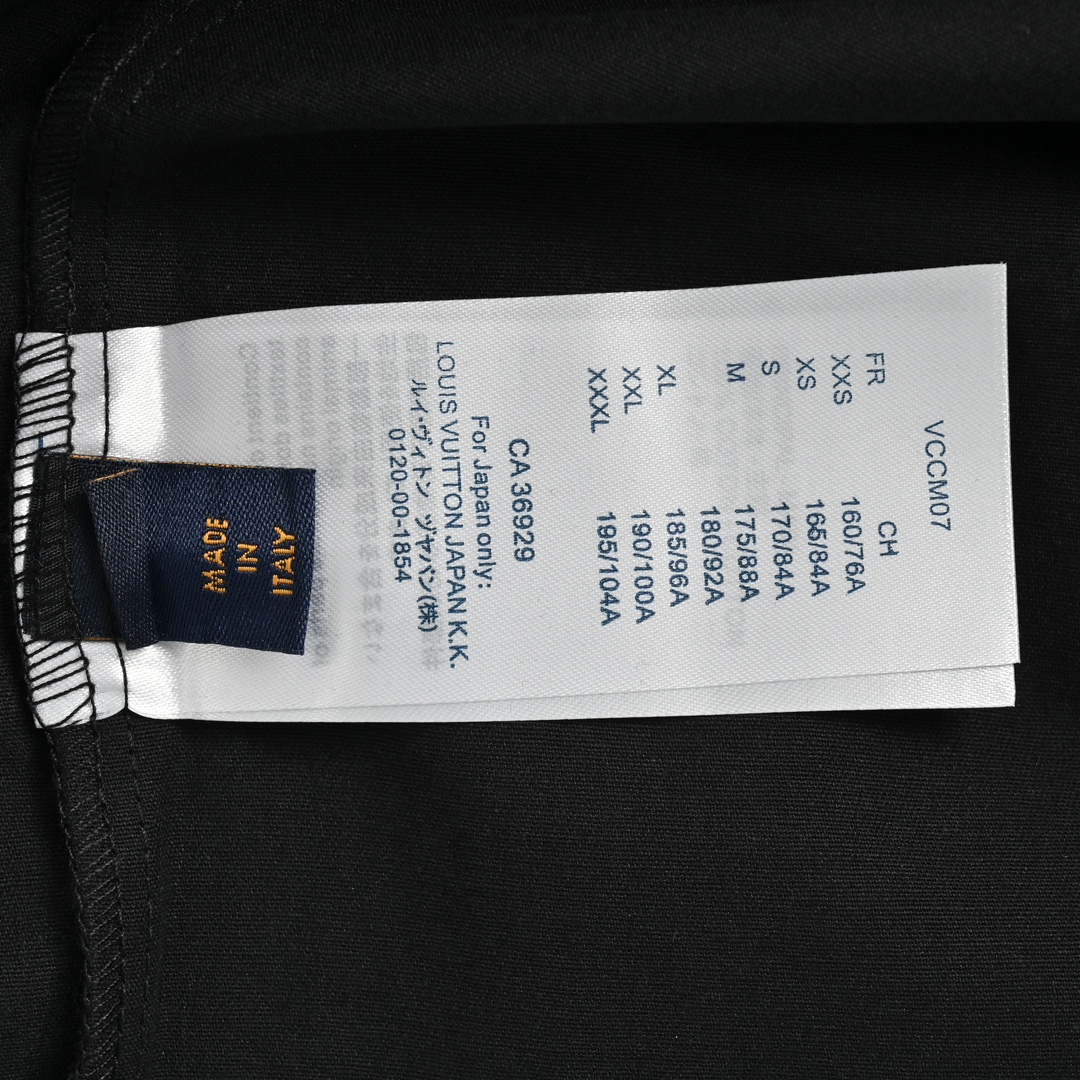 VCCM07
FR CH
XXS 160/76A
XS 165/84A
S 170/84A
M 175/88A
180/92A
XL 185/96A
XXL 190/100A
XXXL 195/104A
CA 36929
For Japan only:
LOUIS VUITTON JAPAN K.K.
ルイ・ヴィトン ヅヤパン(株)
0120-00-1854
MADE
IN
ITALY